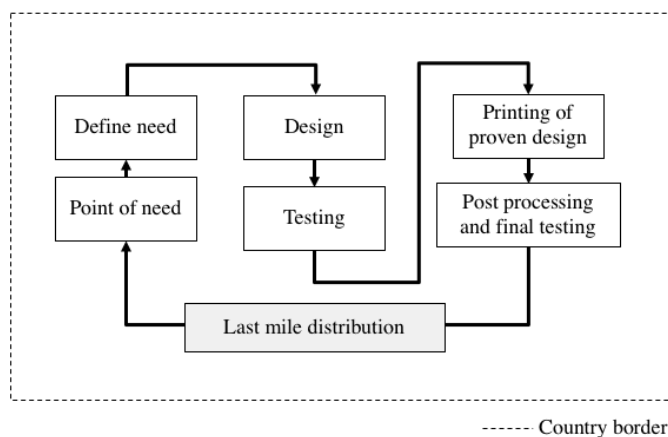 Define need
Point of need
Design
Testing
Printing of
proven design
Post processing
and final testing
Last mile distribution
Country border